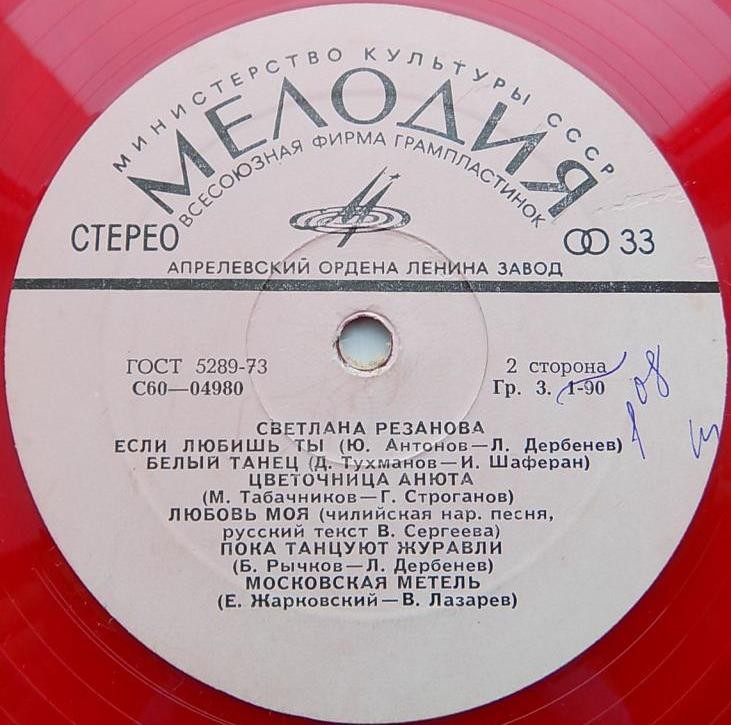 МИНИСТЕРСТВО КУЛЬТУРЫ СССР
МЕЛОДИЯ
ВСЕСОЮЗНАЯ ФИРМА ГРАМПЛАСТИНОК
СТЕРЕО
33
АПРЕЛЕВСКИЙ ОРДЕНА ЛЕНИНА ЗАВОД
ГОСТ 5289-73 2 сторона
С60—04980 Гр. 3. 1-90
СВЕТЛАНА РЕЗАНОВА
ЕСЛИ ЛЮБИШЬ ТЫ (Ю. Антонов—Л. Дербенев)
БЕЛЫЙ ТАНЕЦ (Д. Тухманов—И. Шаферан)
ЦВЕТОЧНИЦА АНЮТА
(М. Табачников—Г. Строганов)
ЛЮБОВЬ МОЯ (чилийская нар. песня,
русский текст В. Сергеева)
ПОКА ТАНЦУЮТ ЖУРАВЛИ
(Б. Рычков—Л. Дербенев)
МОСКОВСКАЯ МЕТЕЛЬ
(Е. Жарковский—В. Лазарев)